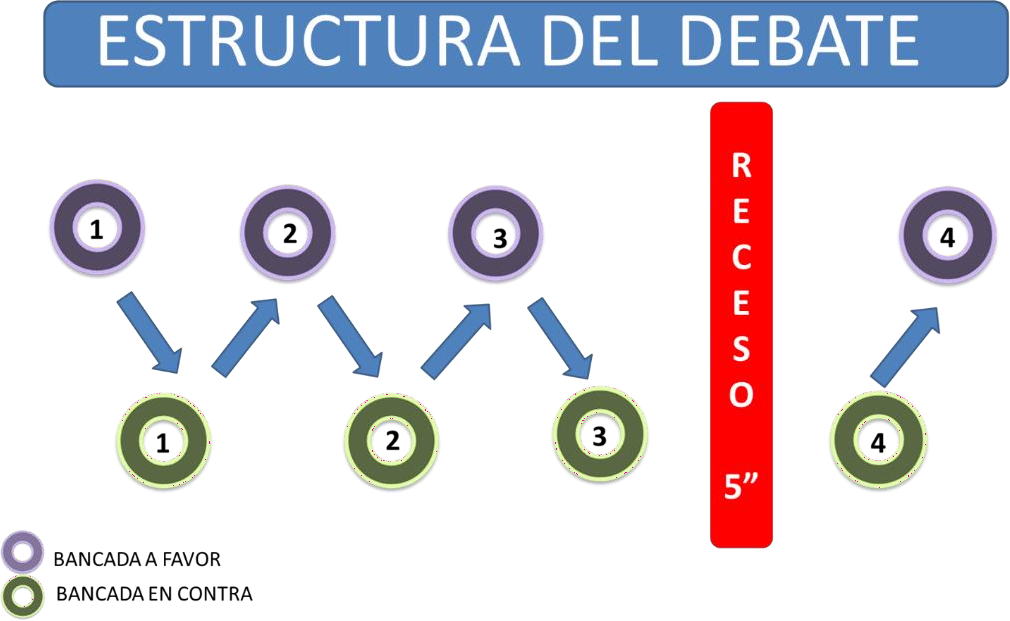 ESTRUCTURA DEL DEBATE
1
2
3
4
1
2
3
4
R
E
C
E
S
O
5”
BANCADA A FAVOR
BANCADA EN CONTRA